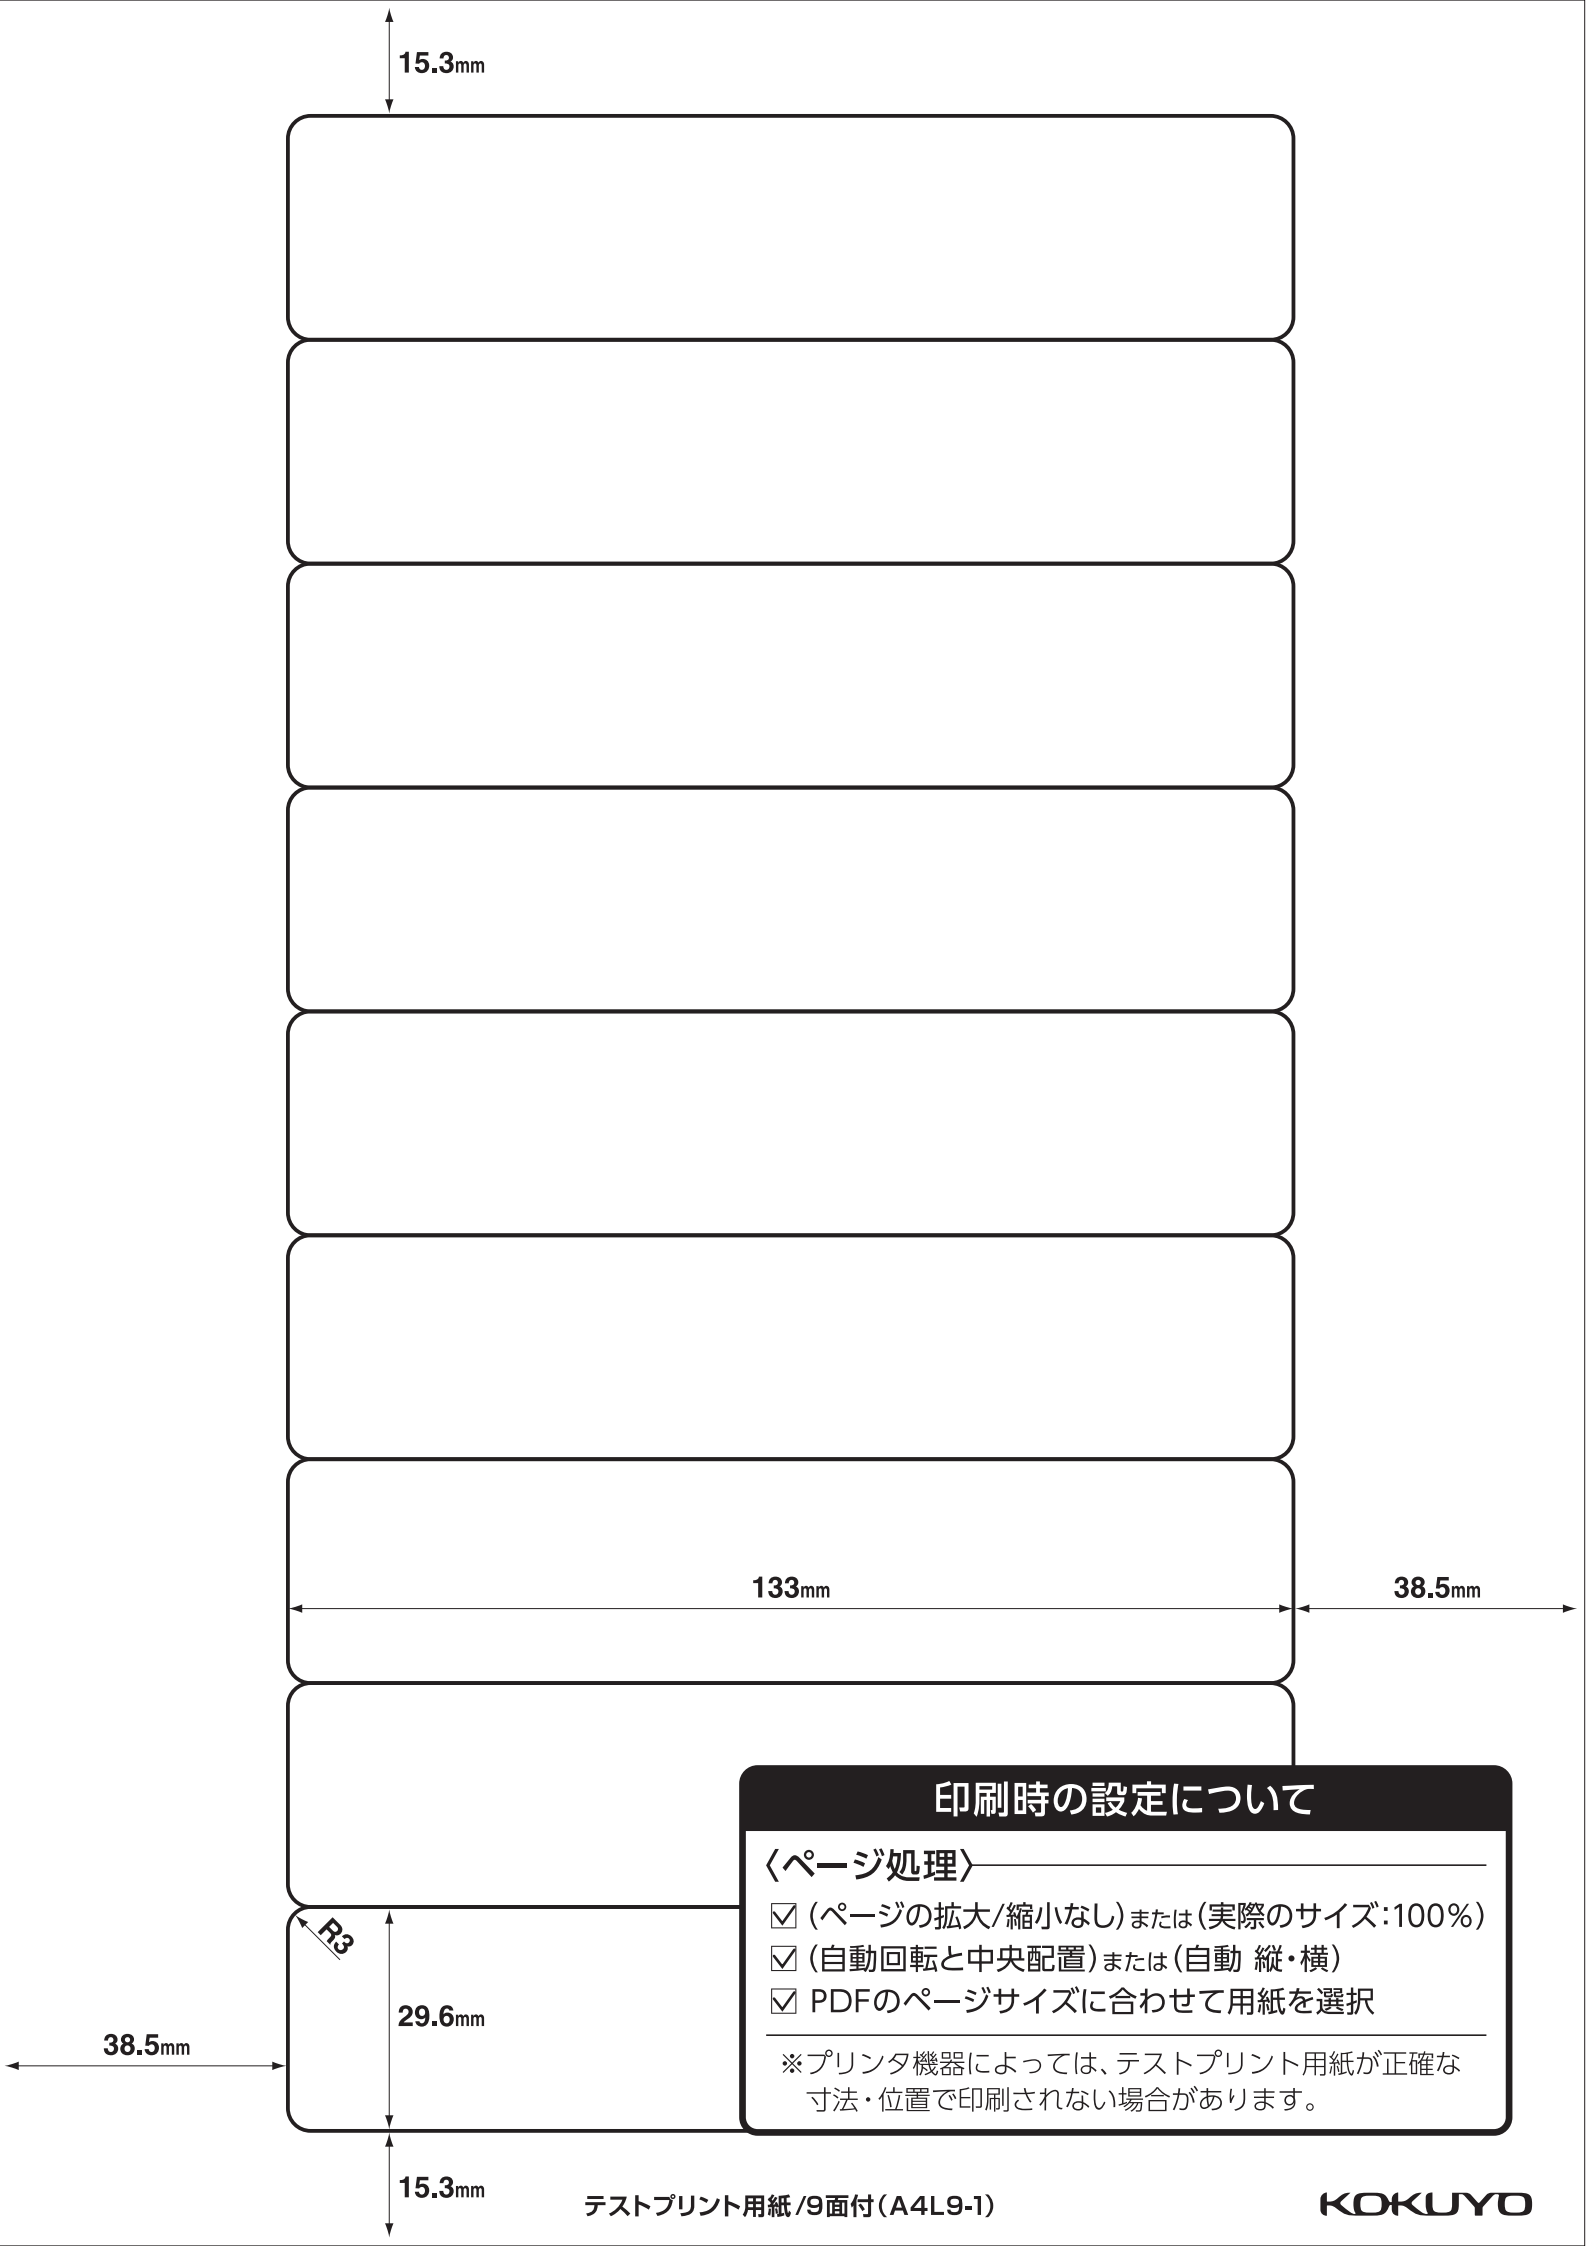 15.3mm
133mm
38.5mm
印刷時の設定について
〈ページ処理〉
☑ (ページの拡大/縮小なし)または(実際のサイズ:100%)
☑ (自動回転と中央配置)または(自動 縦・横)
☑ PDFのページサイズに合わせて用紙を選択
※プリンタ機器によっては、テストプリント用紙が正確な
寸法・位置で印刷されない場合があります。
R3
29.6mm
38.5mm
15.3mm
テストプリント用紙/9面付(A4L9-1)
KOKUYO